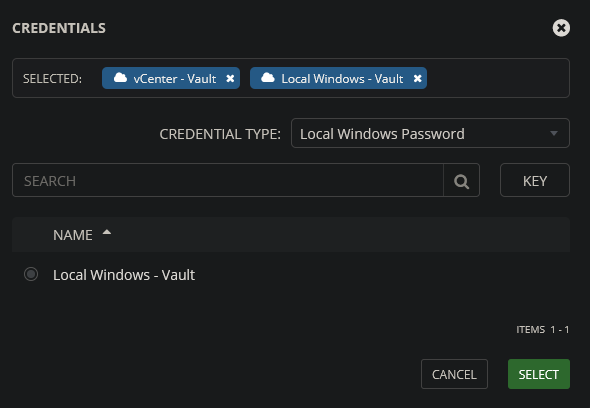 CREDENTIALS
SELECTED: vCenter - Vault Local Windows - Vault
CREDENTIAL TYPE: Local Windows Password
SEARCH KEY
NAME
Local Windows - Vault
ITEMS 1 - 1
CANCEL SELECT